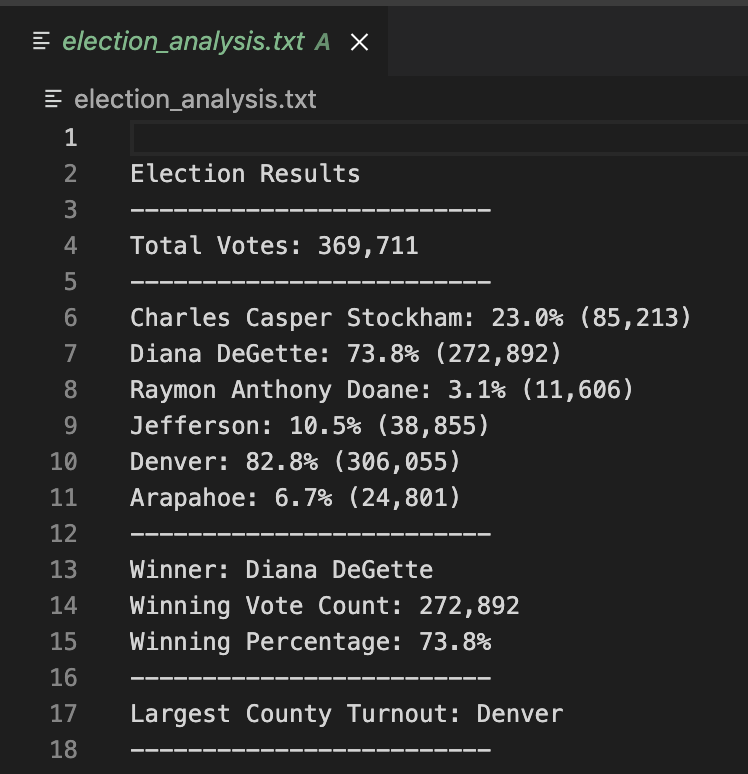 election_analysis.txt A ×
election_analysis.txt
1
2 Election Results
3 -------------------------
4 Total Votes: 369,711
5 -------------------------
6 Charles Casper Stockham: 23.0% (85,213)
7 Diana DeGette: 73.8% (272,892)
8 Raymon Anthony Doane: 3.1% (11,606)
9 Jefferson: 10.5% (38,855)
10 Denver: 82.8% (306,055)
11 Arapahoe: 6.7% (24,801)
12 -------------------------
13 Winner: Diana DeGette
14 Winning Vote Count: 272,892
15 Winning Percentage: 73.8%
16 -------------------------
17 Largest County Turnout: Denver
18 -------------------------